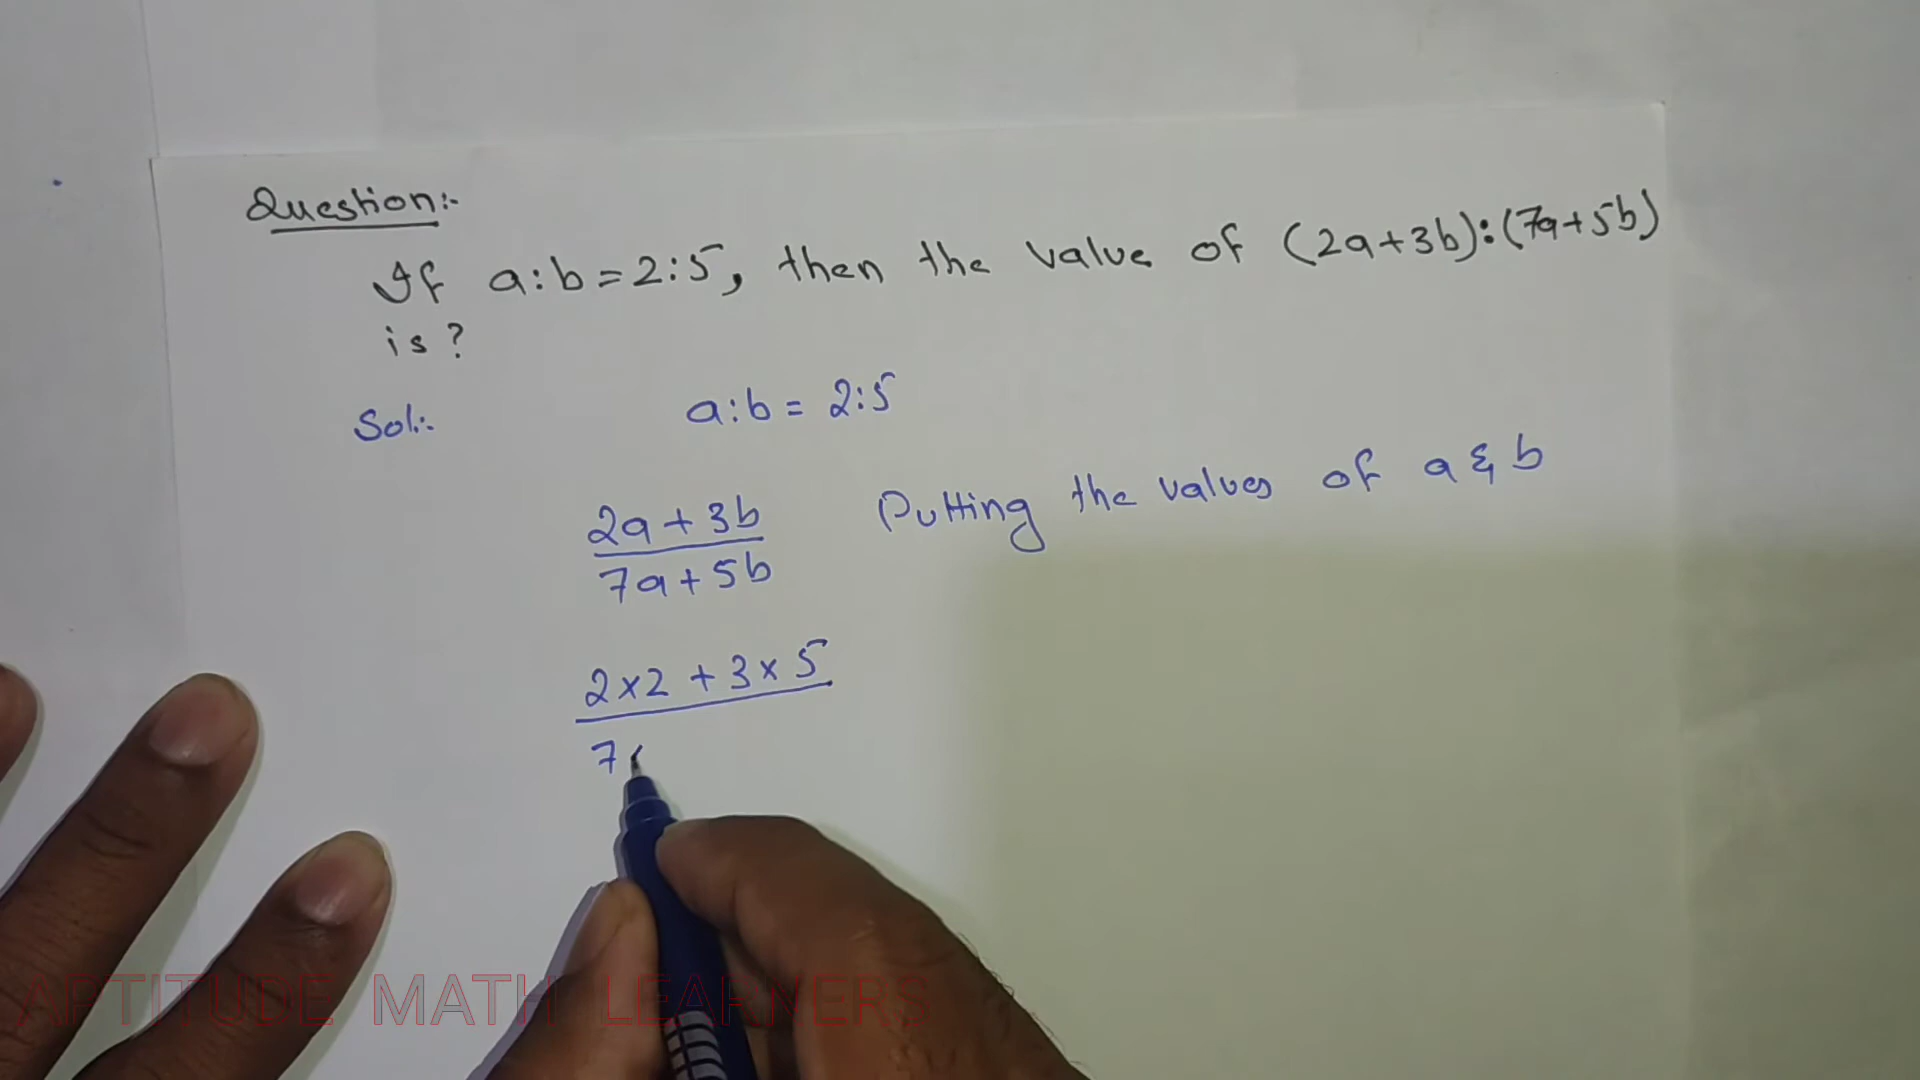 Question:-
If a:b=2:5, then the value of (2a+3b):(7a+5b)
is?
Sol:-
a:b= 2:5
2a+3b
7a+5b
Putting the values of a & b
2×2 + 3×5
7
APTITUDE MATH LEARNERS